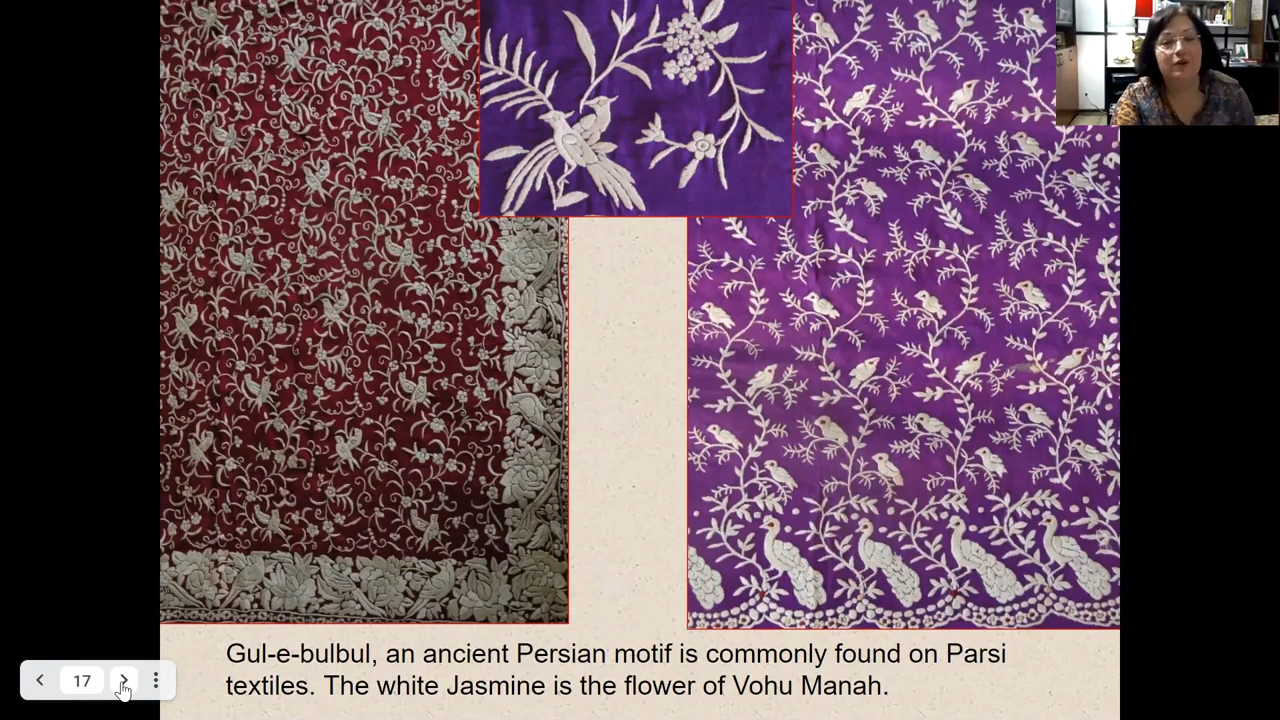 Gul-e-bulbul, an ancient Persian motif is commonly found on Parsi
textiles. The white Jasmine is the flower of Vohu Manah.
17